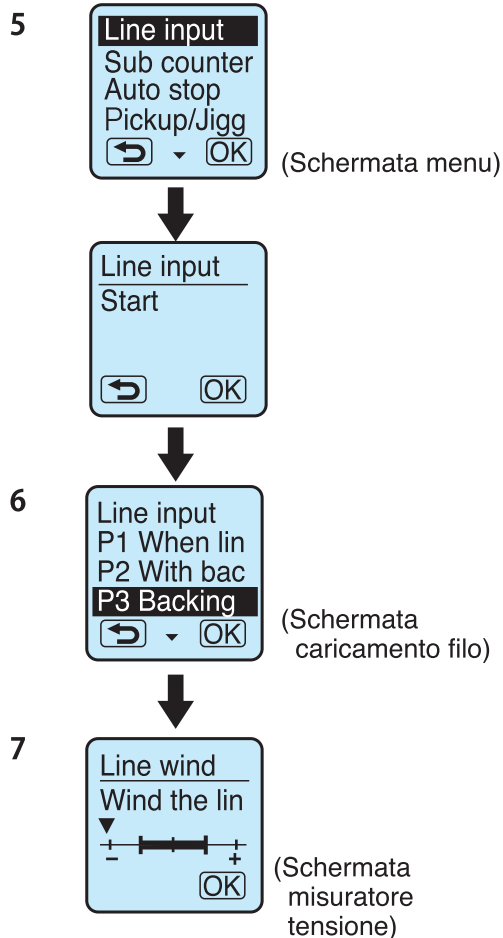 5
Line input
Sub counter
Auto stop
Pickup/Jigg
OK
(Schermata menu)
Line input
Start
OK
6
Line input
P1 When lin
P2 With bac
P3 Backing
OK
(Schermata
caricamento filo)
7
Line wind
Wind the lin
– +
OK
(Schermata
misuratore
tensione)